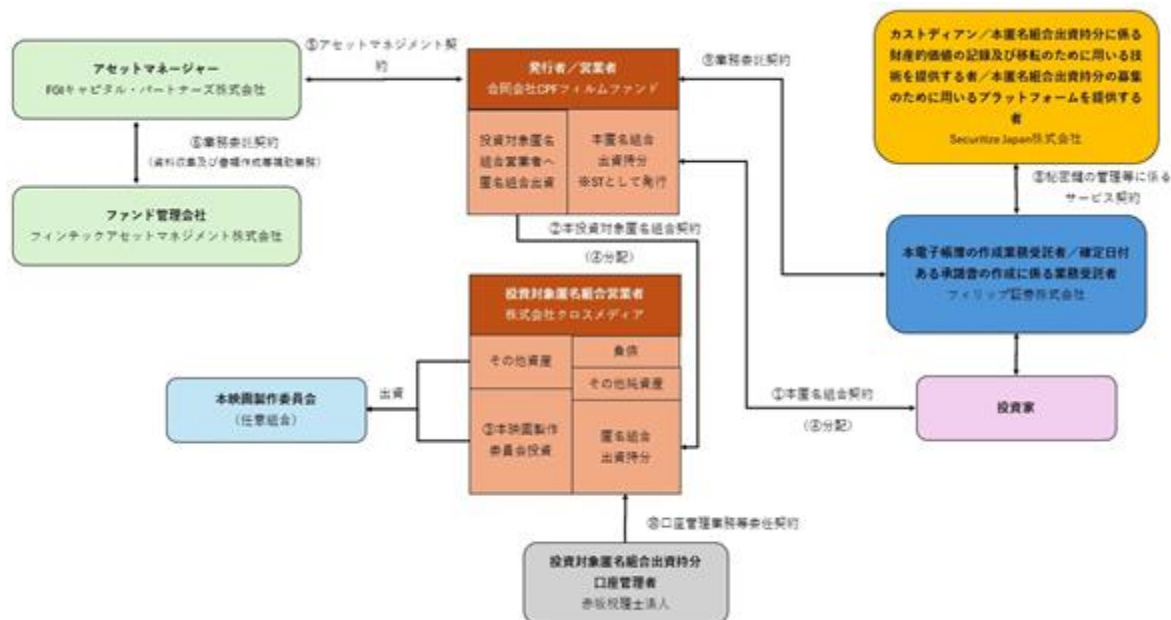 アセットマネージャー
FGIキャピタル・パートナーズ株式会社
⑤アセットマネジメント契
約
⑥業務委託契約
(資料収集及び書類作成等補助業務)
ファンド管理会社
フィンテックアセットマネジメント株式会社
発行者／営業者
合同会社CPFフィルムファンド
投資対象匿名
組合営業者へ
匿名組合出資
本匿名組合
出資持分
※STとして発行
業務委託契約
カストディアン／本匿名組合出資持分に係る
財産的価値の記録及び移転のために用いる技
術を提供する者／本匿名組合出資持分の募集
のために用いるプラットフォームを提供する
者
Securitize Japan株式会社
秘密鍵の管理等に係る
サービス契約
本電子帳簿の作成業務受託者／確定日付
ある承諾書の作成に係る業務受託者
フィリップ証券株式会社
投資家
①本匿名組合契約
(④分配)
②本投資対象匿名組合契約
(④分配)
投資対象匿名組合営業者
株式会社クロスメディア
その他資産
負債
その他純資産
③本映画製作
委員会投資
匿名組合
出資持分
出資
本映画製作委員会
(任意組合)
口座管理業務等委任契約
投資対象匿名組合出資持分
口座管理者
赤坂税理士法人